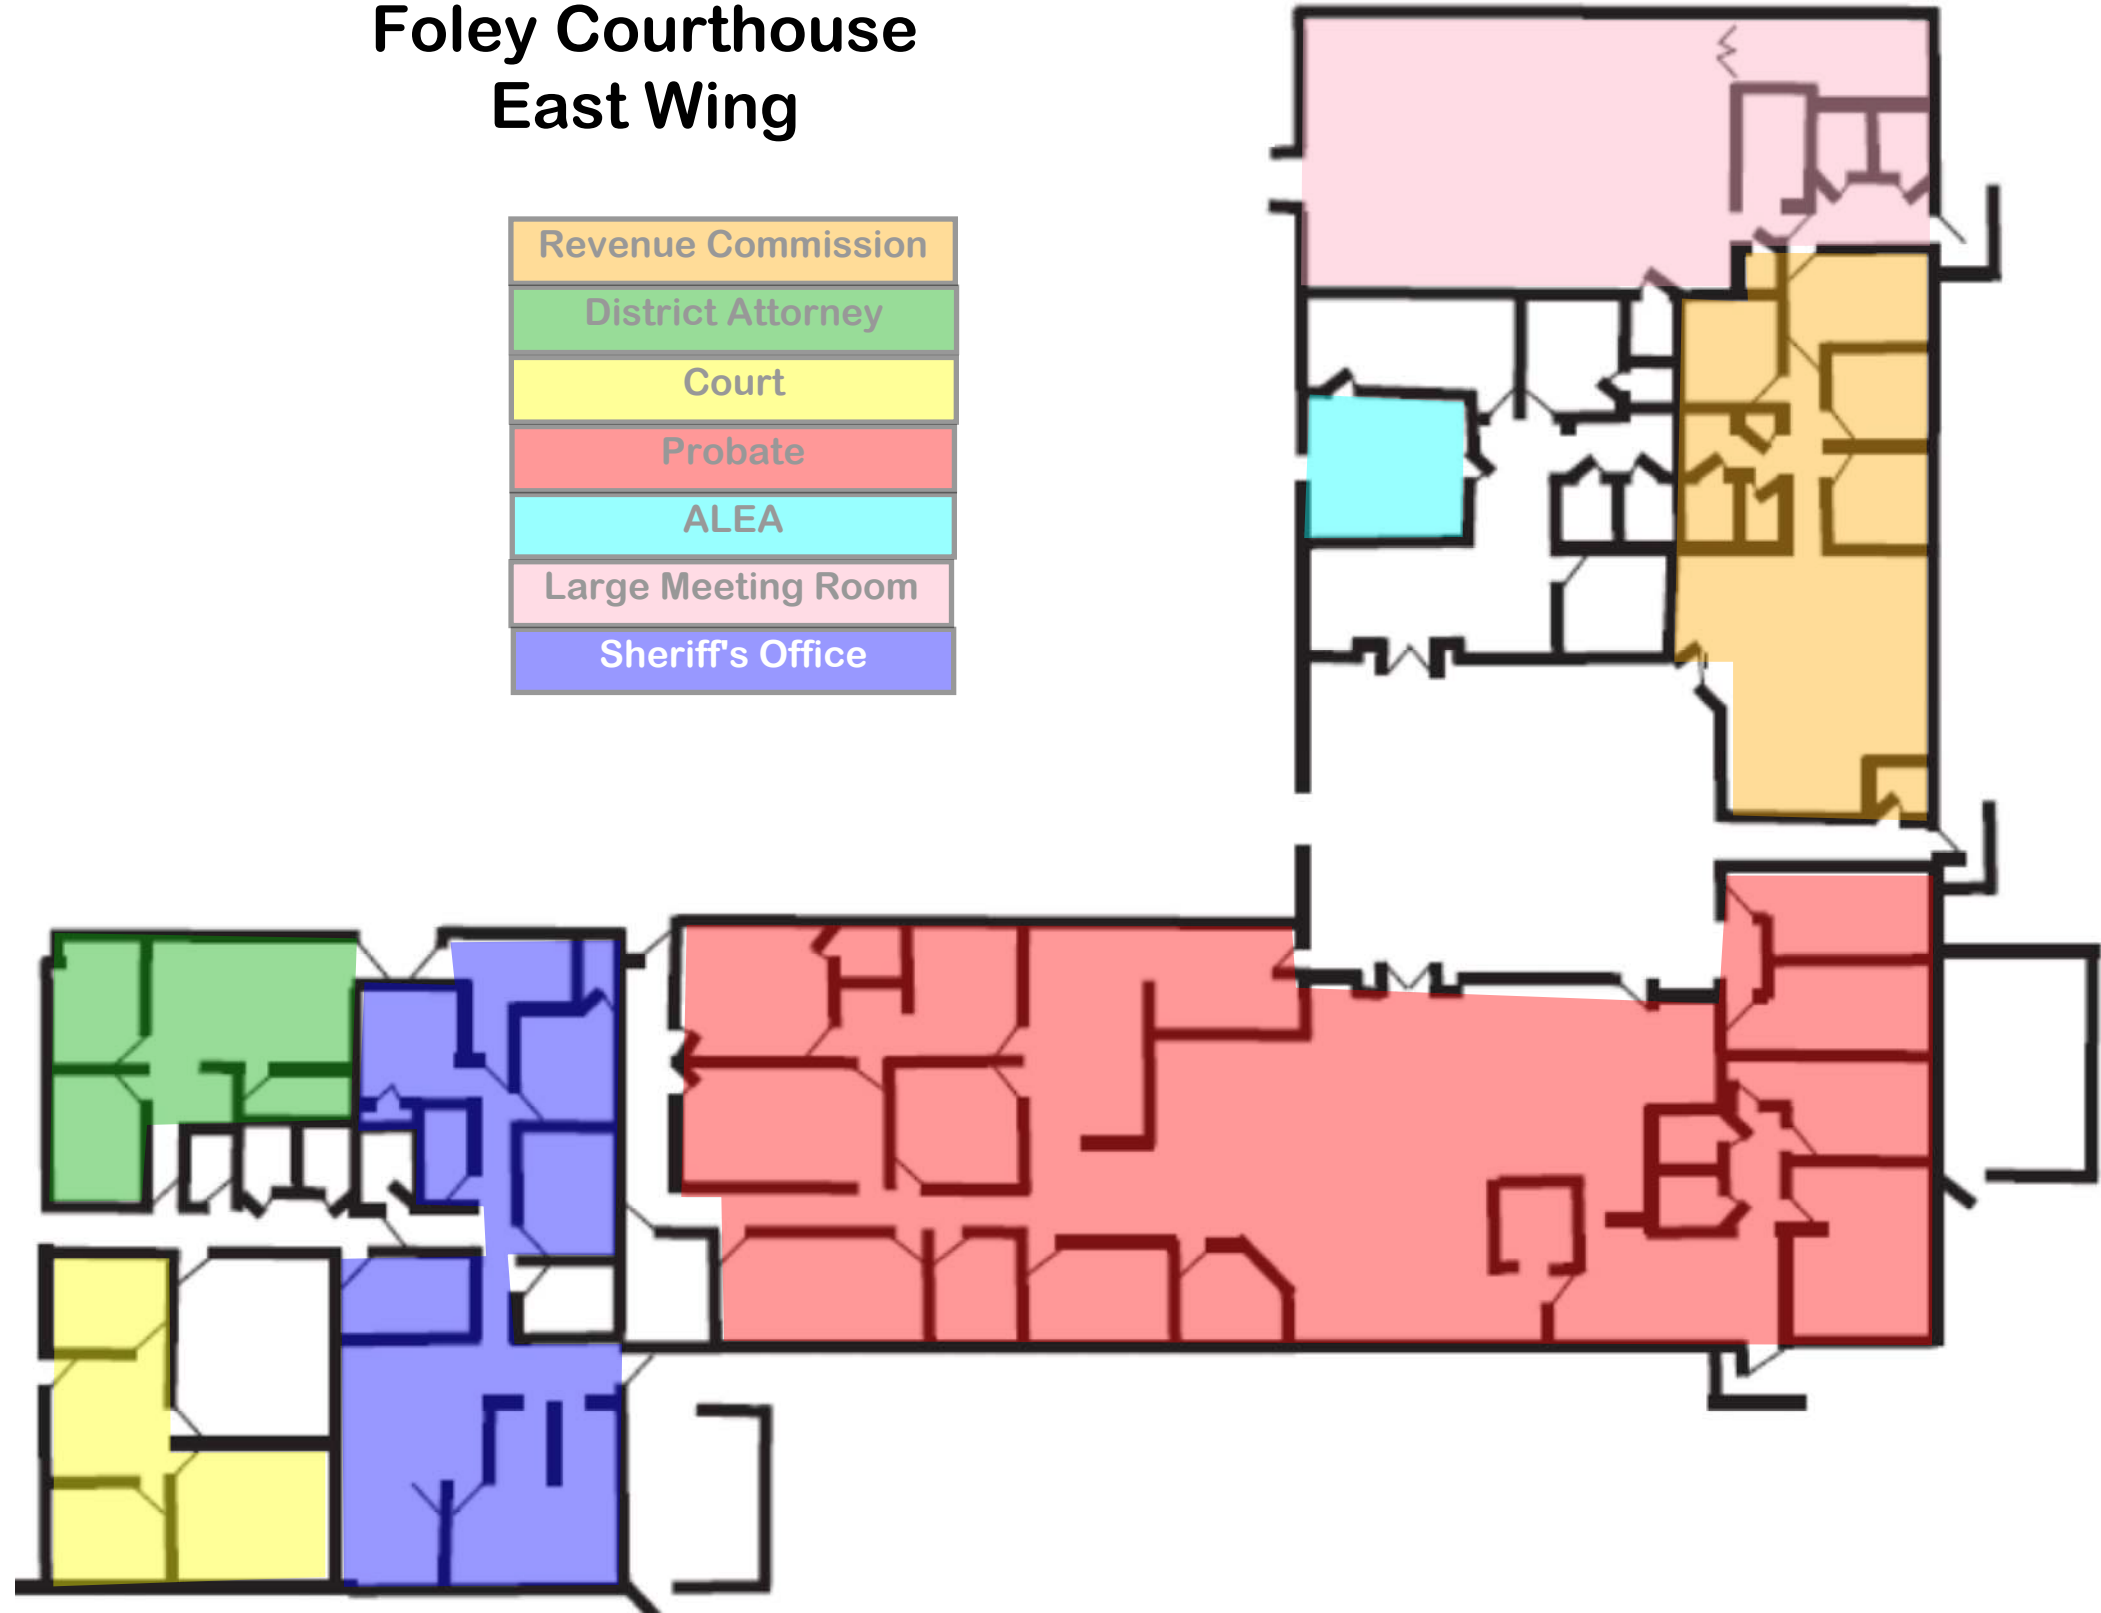 Foley Courthouse
East Wing
Revenue Commission
District Attorney
Court
Probate
ALEA
Large Meeting Room
Sheriff's Office